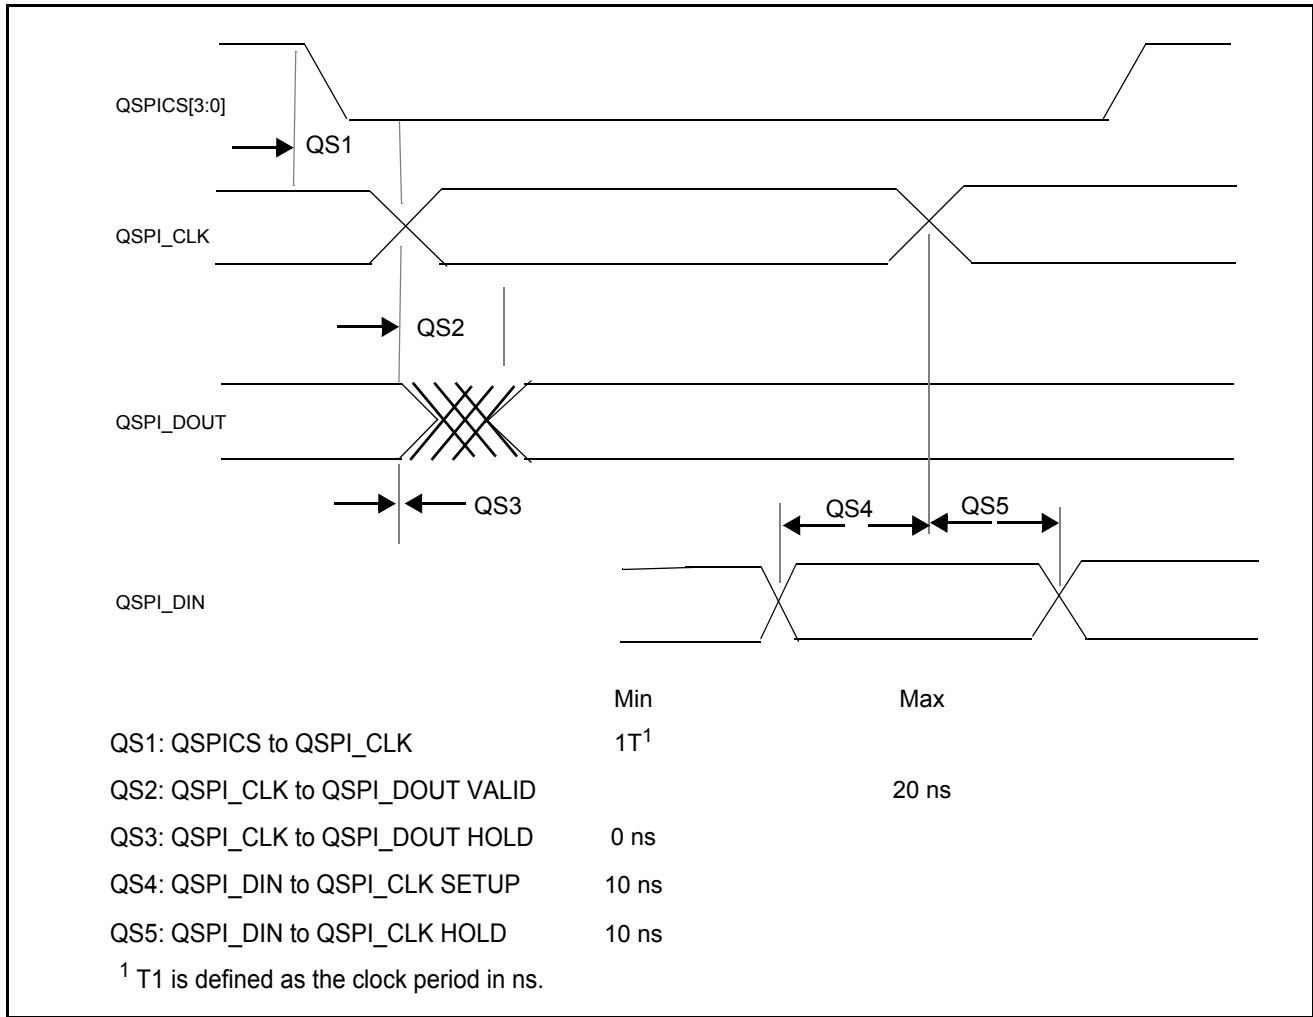 QSPICS[3:0]
QS1
QSPI_CLK
QS2
QSPI_DOUT
QS3
QS4 QS5
QSPI_DIN
Min Max
QS1: QSPICS to QSPI_CLK 1T1
QS2: QSPI_CLK to QSPI_DOUT VALID 20 ns
QS3: QSPI_CLK to QSPI_DOUT HOLD 0 ns
QS4: QSPI_DIN to QSPI_CLK SETUP 10 ns
QS5: QSPI_DIN to QSPI_CLK HOLD 10 ns
1 T1 is defined as the clock period in ns.